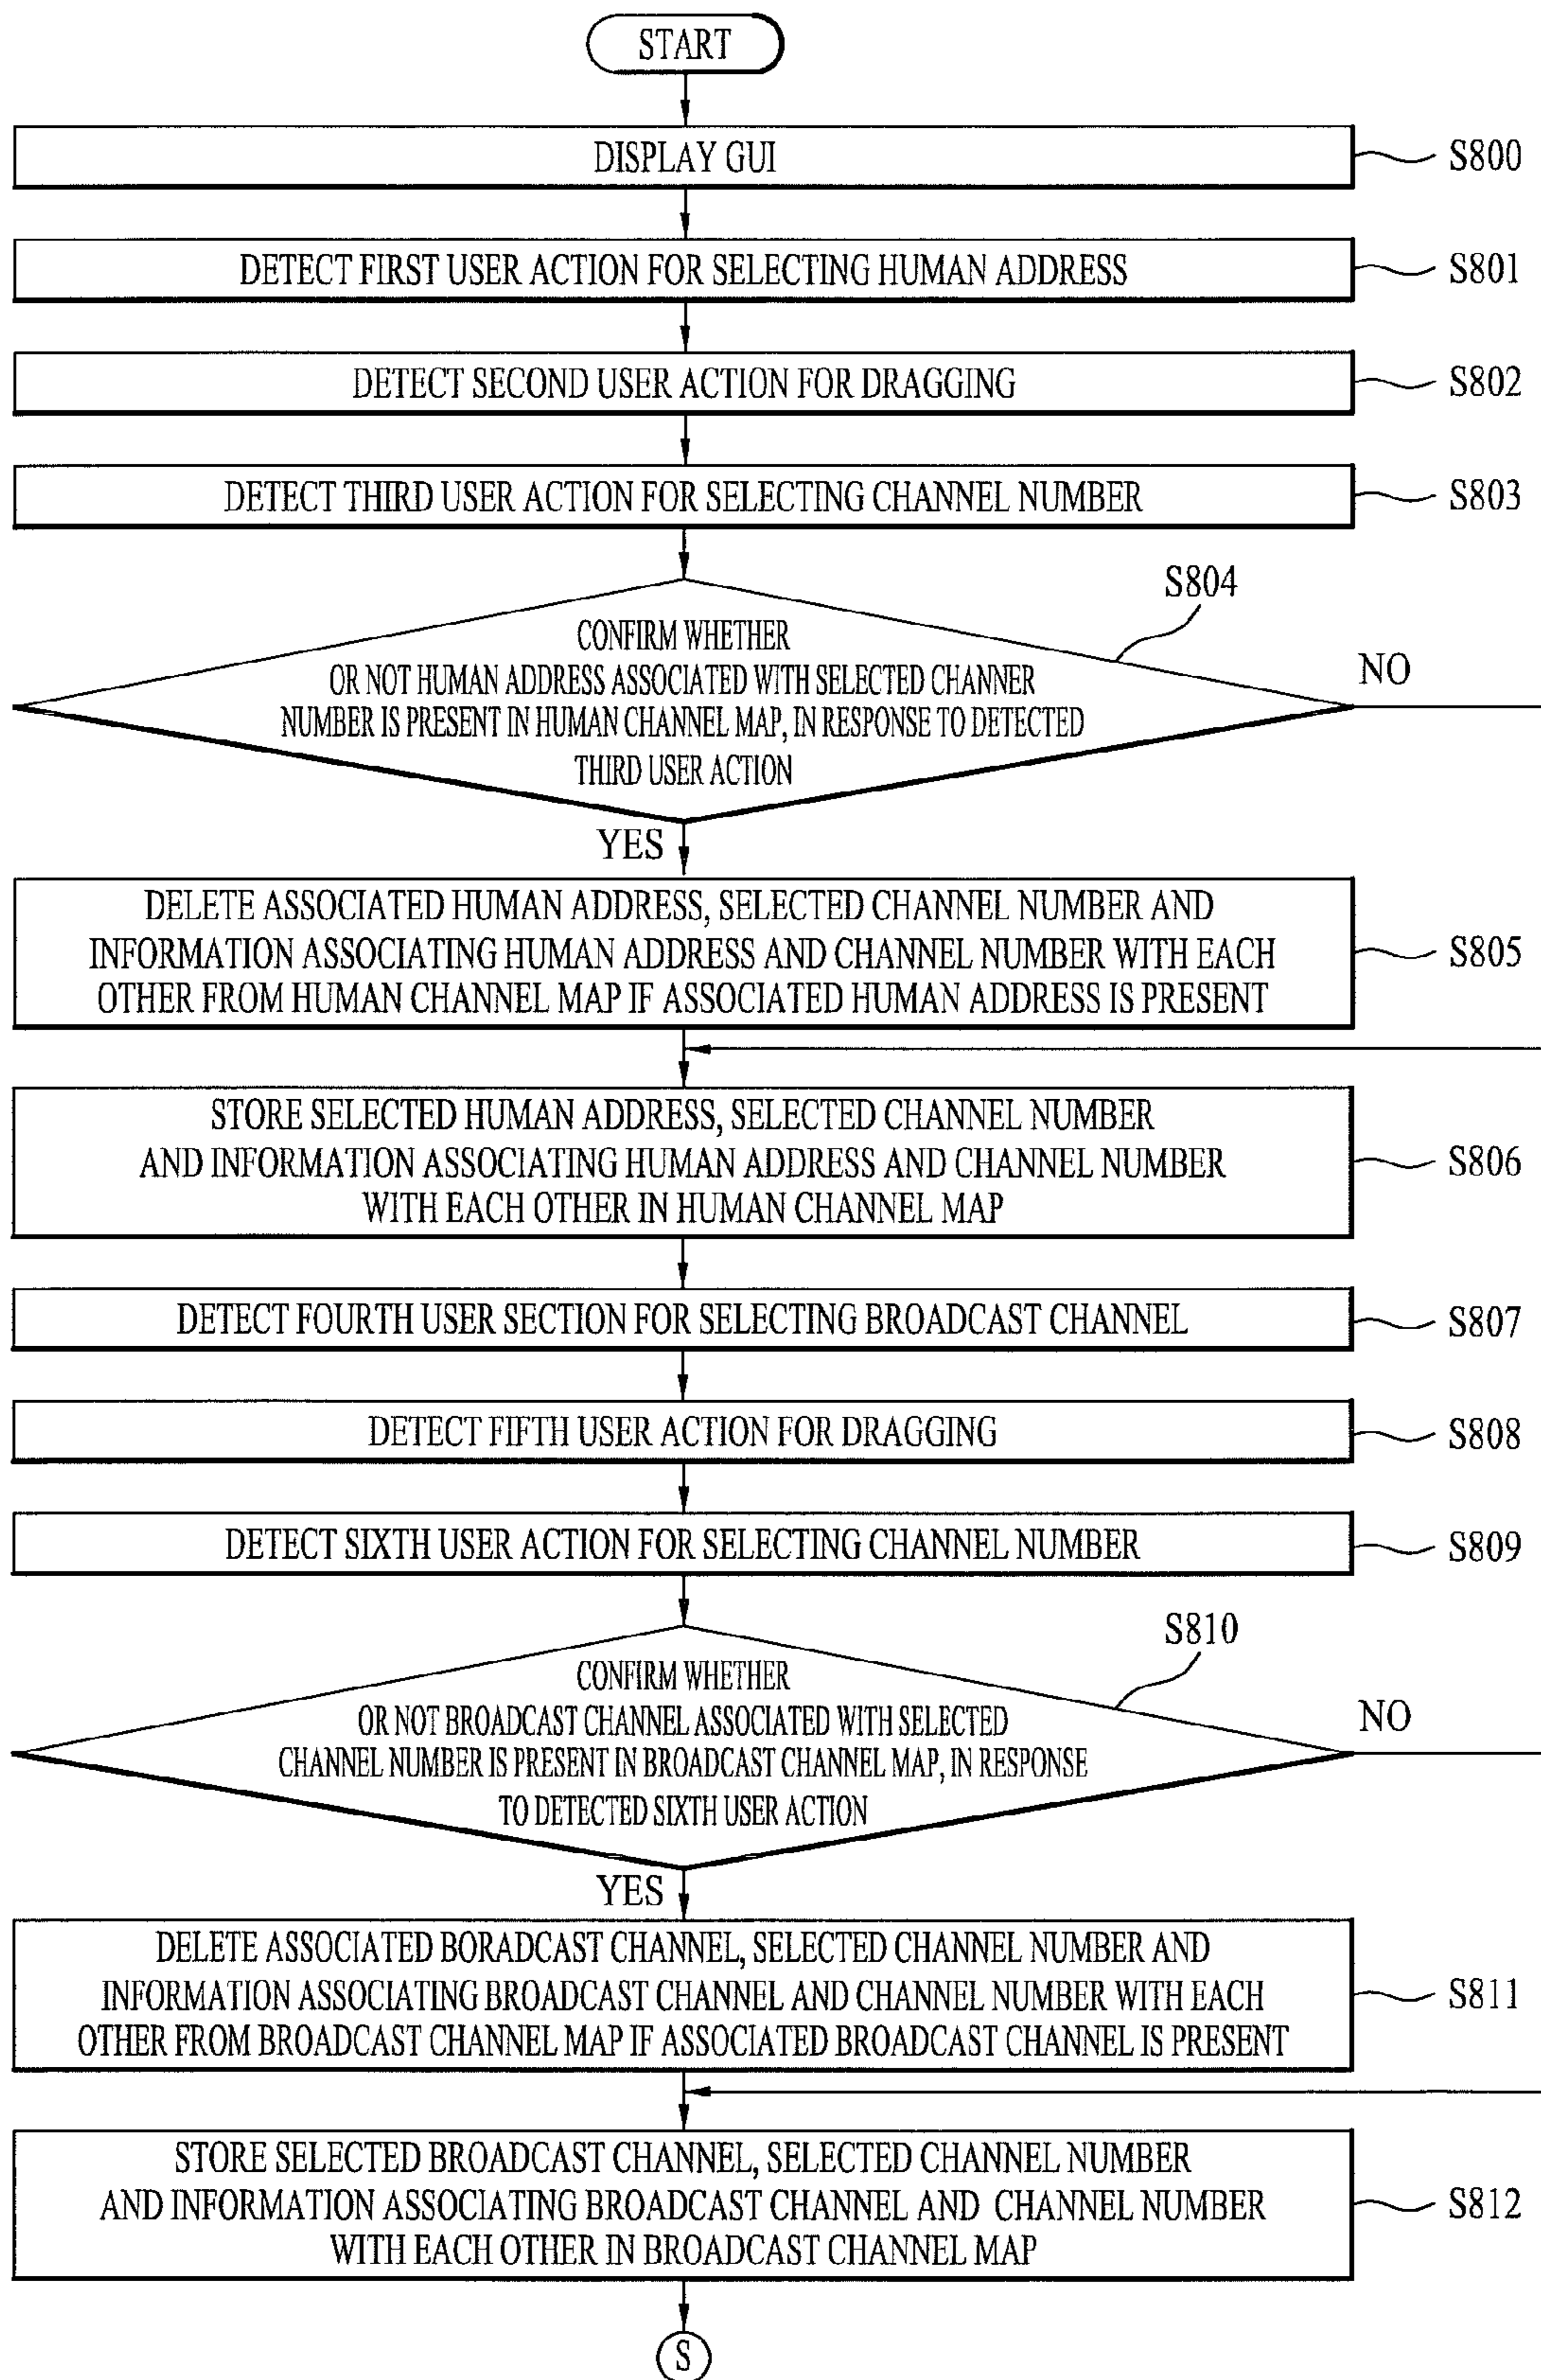 START
DISPLAY GUI
S800
DETECT FIRST USER ACTION FOR SELECTING HUMAN ADDRESS
S801
DETECT SECOND USER ACTION FOR DRAGGING
S802
DETECT THIRD USER ACTION FOR SELECTING CHANNEL NUMBER
S803
S804
CONFIRM WHETHER
OR NOT HUMAN ADDRESS ASSOCIATED WITH SELECTED CHANNER
NUMBER IS PRESENT IN HUMAN CHANNEL MAP, IN RESPONSE TO DETECTED
THIRD USER ACTION
NO
YES
DELETE ASSOCIATED HUMAN ADDRESS, SELECTED CHANNEL NUMBER AND
INFORMATION ASSOCIATING HUMAN ADDRESS AND CHANNEL NUMBER WITH EACH
OTHER FROM HUMAN CHANNEL MAP IF ASSOCIATED HUMAN ADDRESS IS PRESENT
S805
STORE SELECTED HUMAN ADDRESS, SELECTED CHANNEL NUMBER
AND INFORMATION ASSOCIATING HUMAN ADDRESS AND CHANNEL NUMBER
WITH EACH OTHER IN HUMAN CHANNEL MAP
S806
DETECT FOURTH USER SECTION FOR SELECTING BROADCAST CHANNEL
S807
DETECT FIFTH USER ACTION FOR DRAGGING
S808
DETECT SIXTH USER ACTION FOR SELECTING CHANNEL NUMBER
S809
S810
CONFIRM WHETHER
OR NOT BROADCAST CHANNEL ASSOCIATED WITH SELECTED
CHANNEL NUMBER IS PRESENT IN BROADCAST CHANNEL MAP, IN RESPONSE
TO DETECTED SIXTH USER ACTION
NO
YES
DELETE ASSOCIATED BORADCAST CHANNEL, SELECTED CHANNEL NUMBER AND
INFORMATION ASSOCIATING BROADCAST CHANNEL AND CHANNEL NUMBER WITH EACH
OTHER FROM BROADCAST CHANNEL MAP IF ASSOCIATED BROADCAST CHANNEL IS PRESENT
S811
STORE SELECTED BROADCAST CHANNEL, SELECTED CHANNEL NUMBER
AND INFORMATION ASSOCIATING BROADCAST CHANNEL AND CHANNEL NUMBER
WITH EACH OTHER IN BROADCAST CHANNEL MAP
S812
S